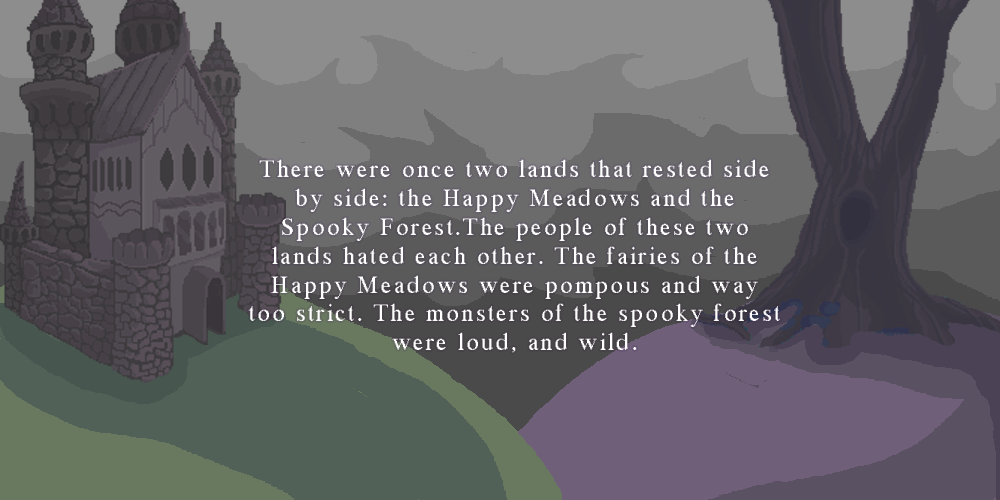 There were once two lands that rested side
by side: the Happy Meadows and the
Spooky Forest.The people of these two
lands hated each other. The fairies of the
Happy Meadows were pompous and way
too strict. The monsters of the spooky forest
were loud, and wild.